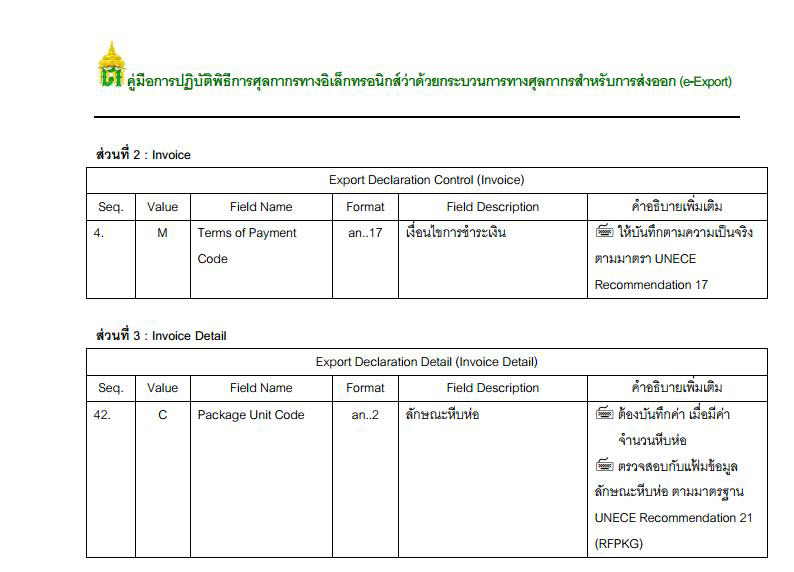 คู่มือการปฏิบัติพิธีการศุลกากรทางอิเล็กทรอนิกส์ว่าด้วยกระบวนการทางศุลกากรสำหรับการส่งออก (e-Export)
ส่วนที่ 2 : Invoice
Export Declaration Control (Invoice)
Seq. Value Field Name Format Field Description คำอธิบายเพิ่มเติม
4. M Terms of Payment an..17 เงื่อนไขการชำระเงิน ให้บันทึกตามความเป็นจริง
Code ตามมาตรา UNECE
Recommendation 17
ส่วนที่ 3 : Invoice Detail
Export Declaration Detail (Invoice Detail)
Seq. Value Field Name Format Field Description คำอธิบายเพิ่มเติม
42. C Package Unit Code an..2 ลักษณะหีบห่อ ต้องบันทึกค่า เมื่อมีค่า
จำนวนหีบห่อ
ตรวจสอบกับแฟ้มข้อมูล
ลักษณะหีบห่อ ตามมาตรฐาน
UNECE Recommendation 21
(RFPKG)